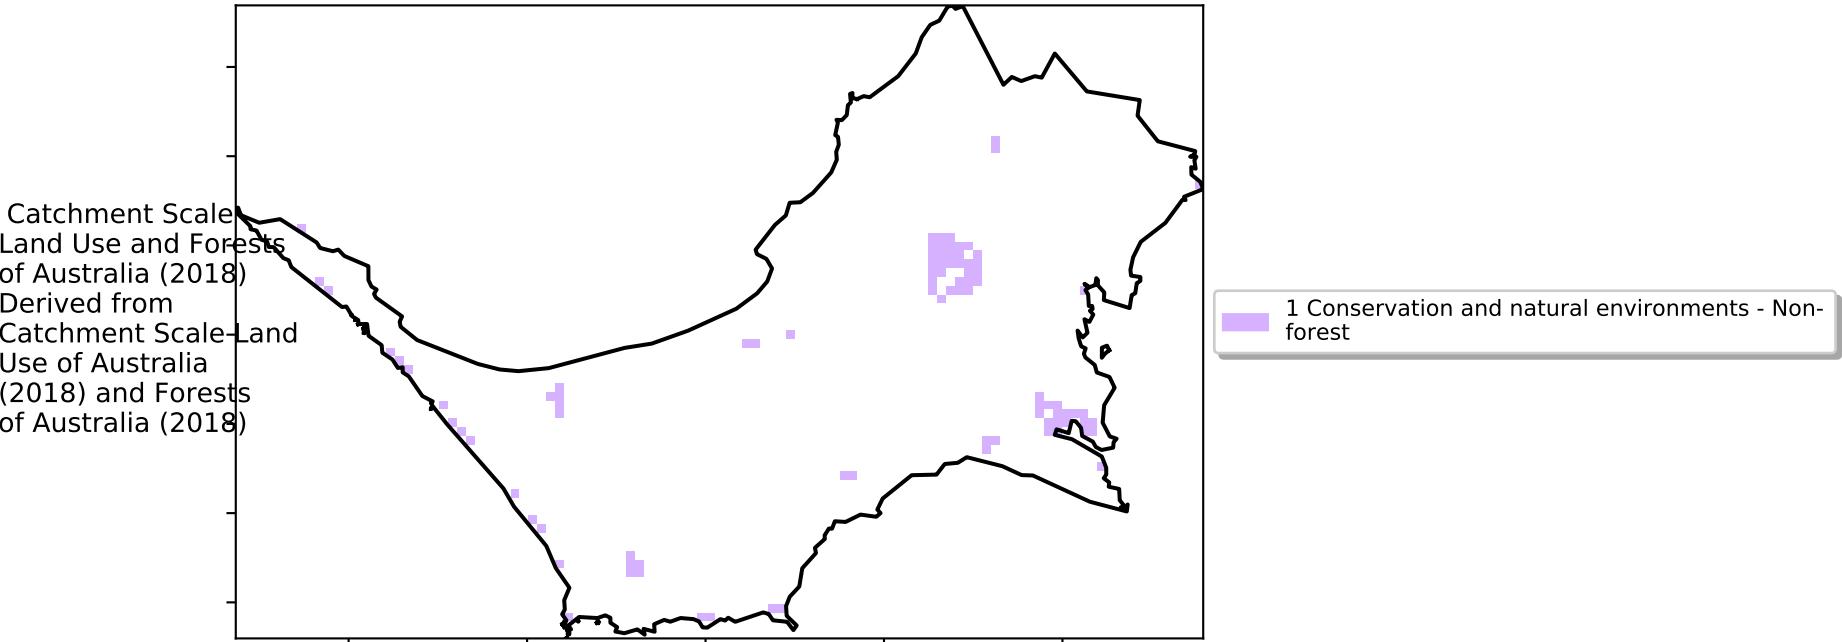 Catchment Scale
Land Use and Forests
of Australia (2018)
Derived from
Catchment Scale Land
Use of Australia
(2018) and Forests
of Australia (2018)
1 Conservation and natural environments - Non-
forest